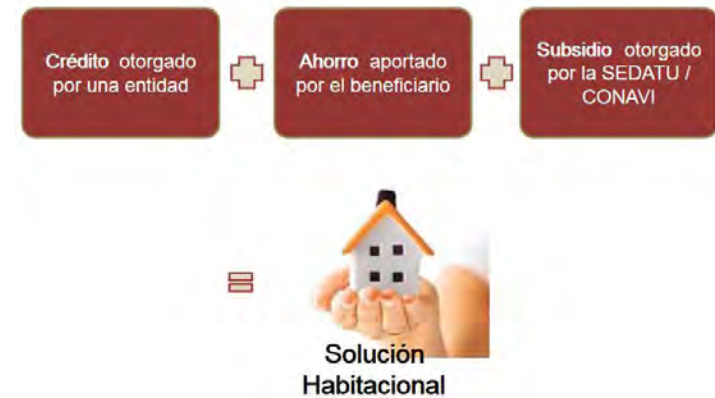 Crédito otorgado
por una entidad
Ahorro aportado
por el beneficiario
Subsidio otorgado
por la SEDATU /
CONAVI
Solución
Habitacional